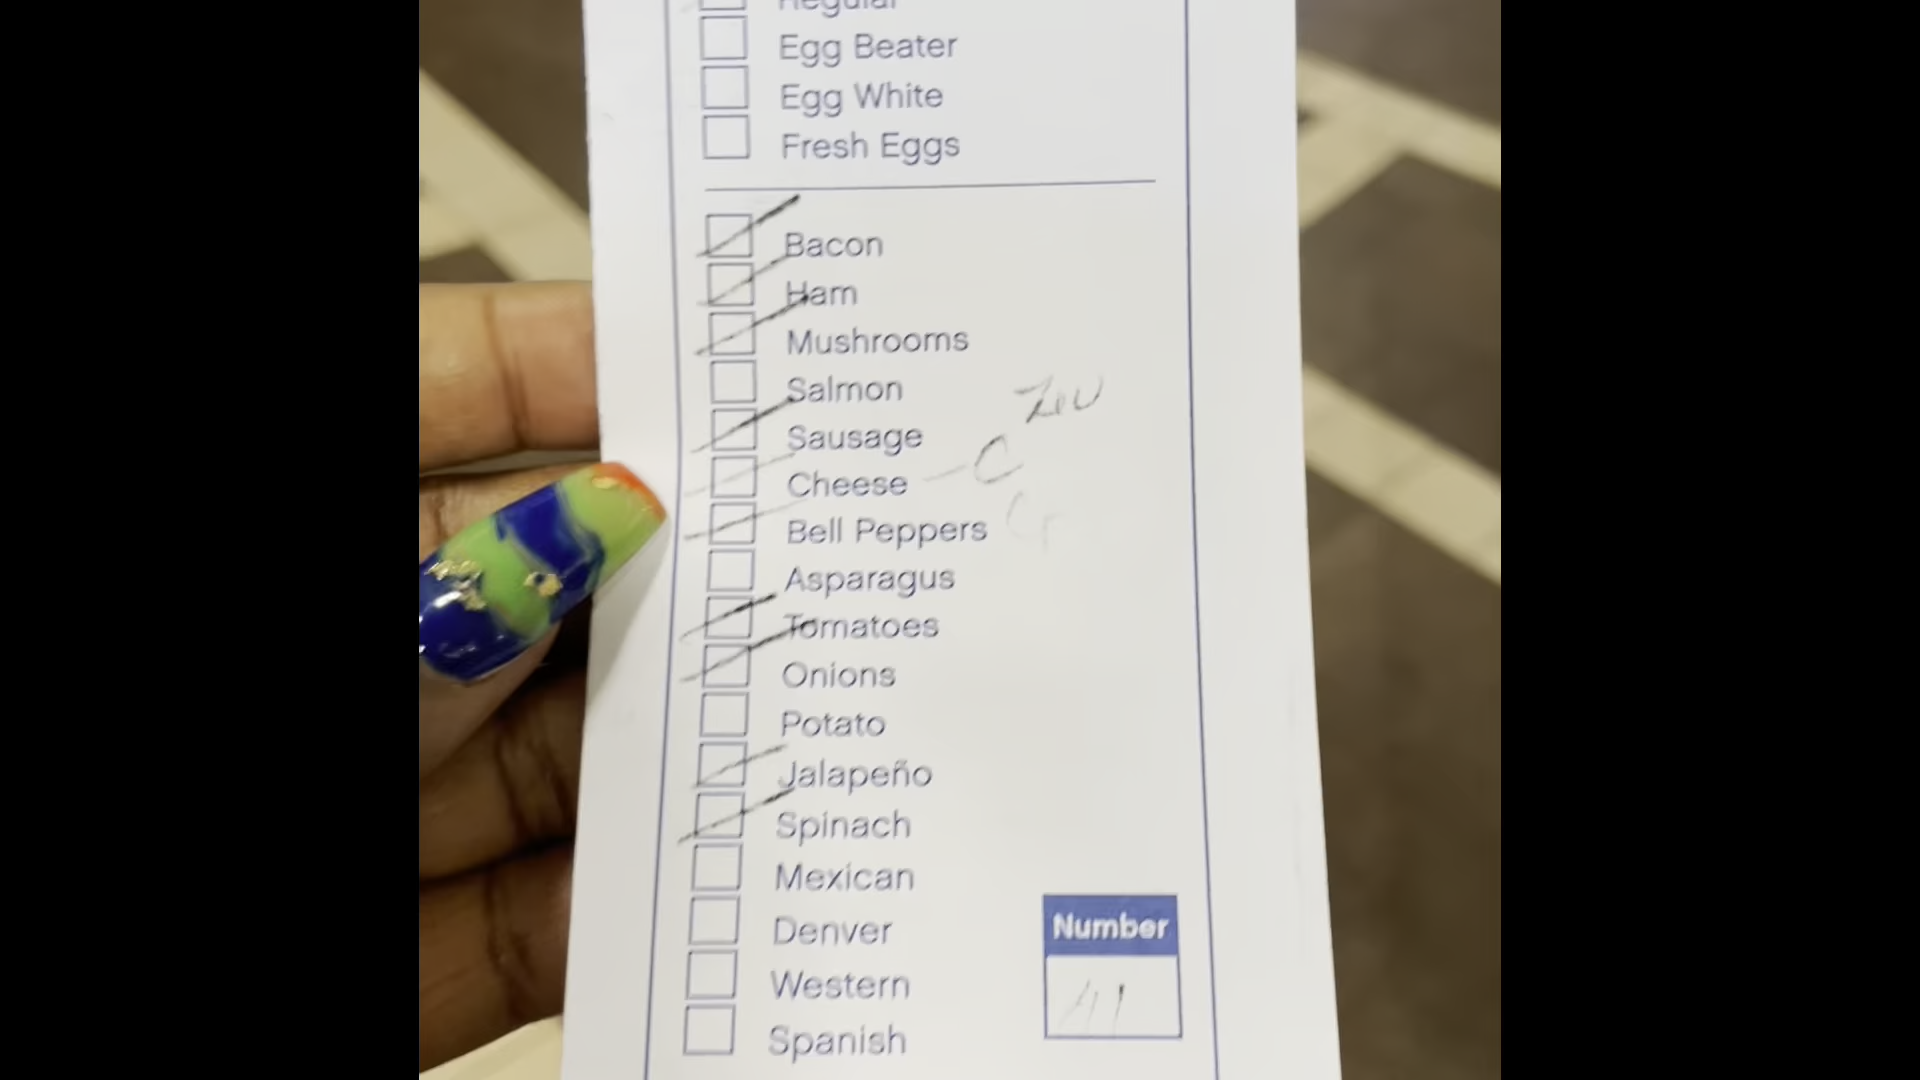 Regular
Egg Beater
Egg White
Fresh Eggs
Bacon
Ham
Mushrooms
Salmon
Sausage
Cheese
Bell Peppers
Asparagus
Tomatoes
Onions
Potato
Jalapeño
Spinach
Mexican
Denver
Western
Spanish
Number